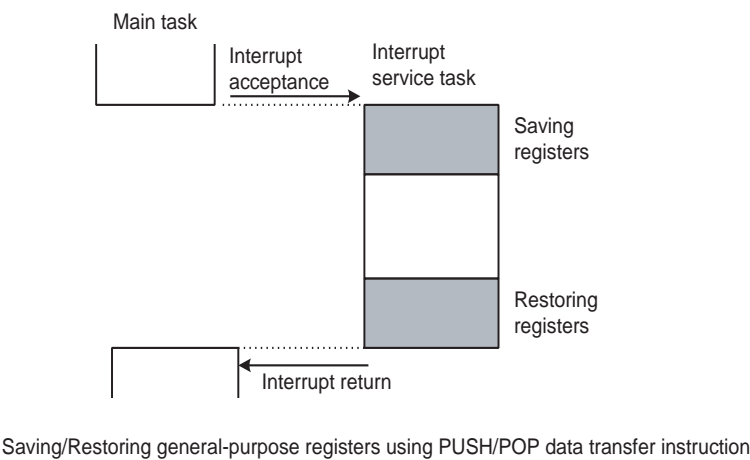 Main task
Interrupt
acceptance
Interrupt
service task
Saving
registers
Restoring
registers
Interrupt return
Saving/Restoring general-purpose registers using PUSH/POP data transfer instruction